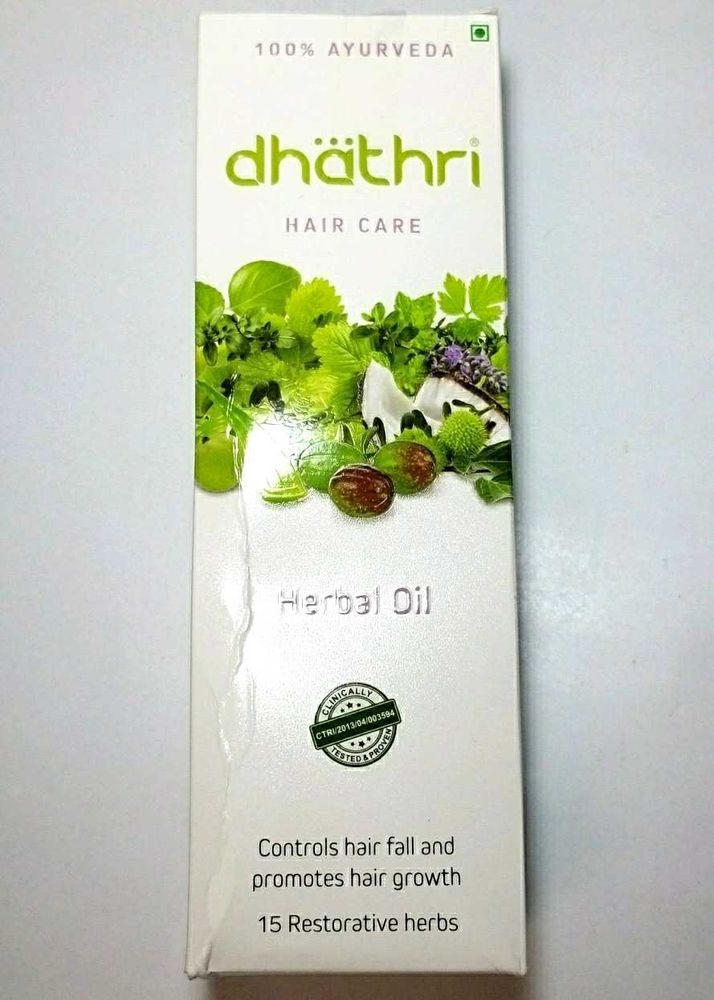 100% AYURVEDA
dhäthri®
HAIR CARE
Herbal Oil
CLINICALLY
CTRI/2013/04/003594
TESTED & PROVEN
Controls hair fall and
promotes hair growth
15 Restorative herbs